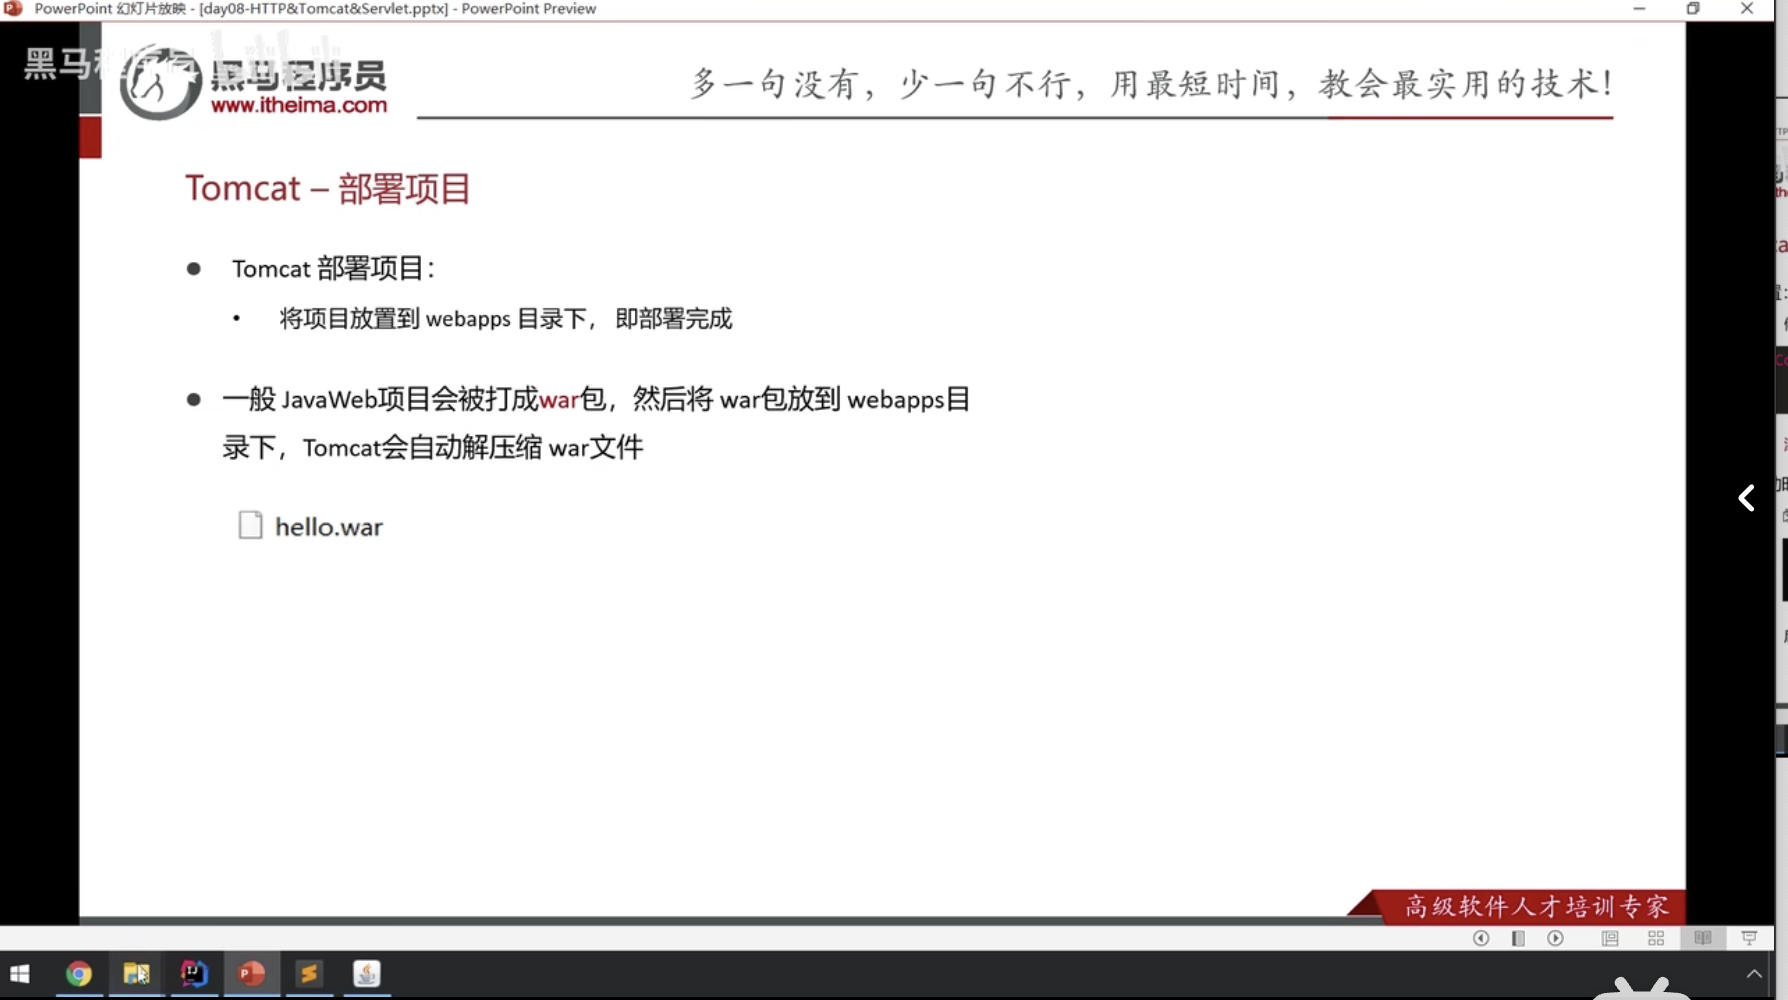 PowerPoint 幻灯片放映 - [day08-HTTP&Tomcat&Servlet.pptx] - PowerPoint Preview
黑马程序员
www.itheima.com
多一句没有，少一句不行，用最短时间，教会最实用的技术！
Tomcat – 部署项目
Tomcat 部署项目：
将项目放置到 webapps 目录下， 即部署完成
一般 JavaWeb项目会被打成war包，然后将 war包放到 webapps目
录下，Tomcat会自动解压缩 war文件
hello.war
高级软件人才培训专家